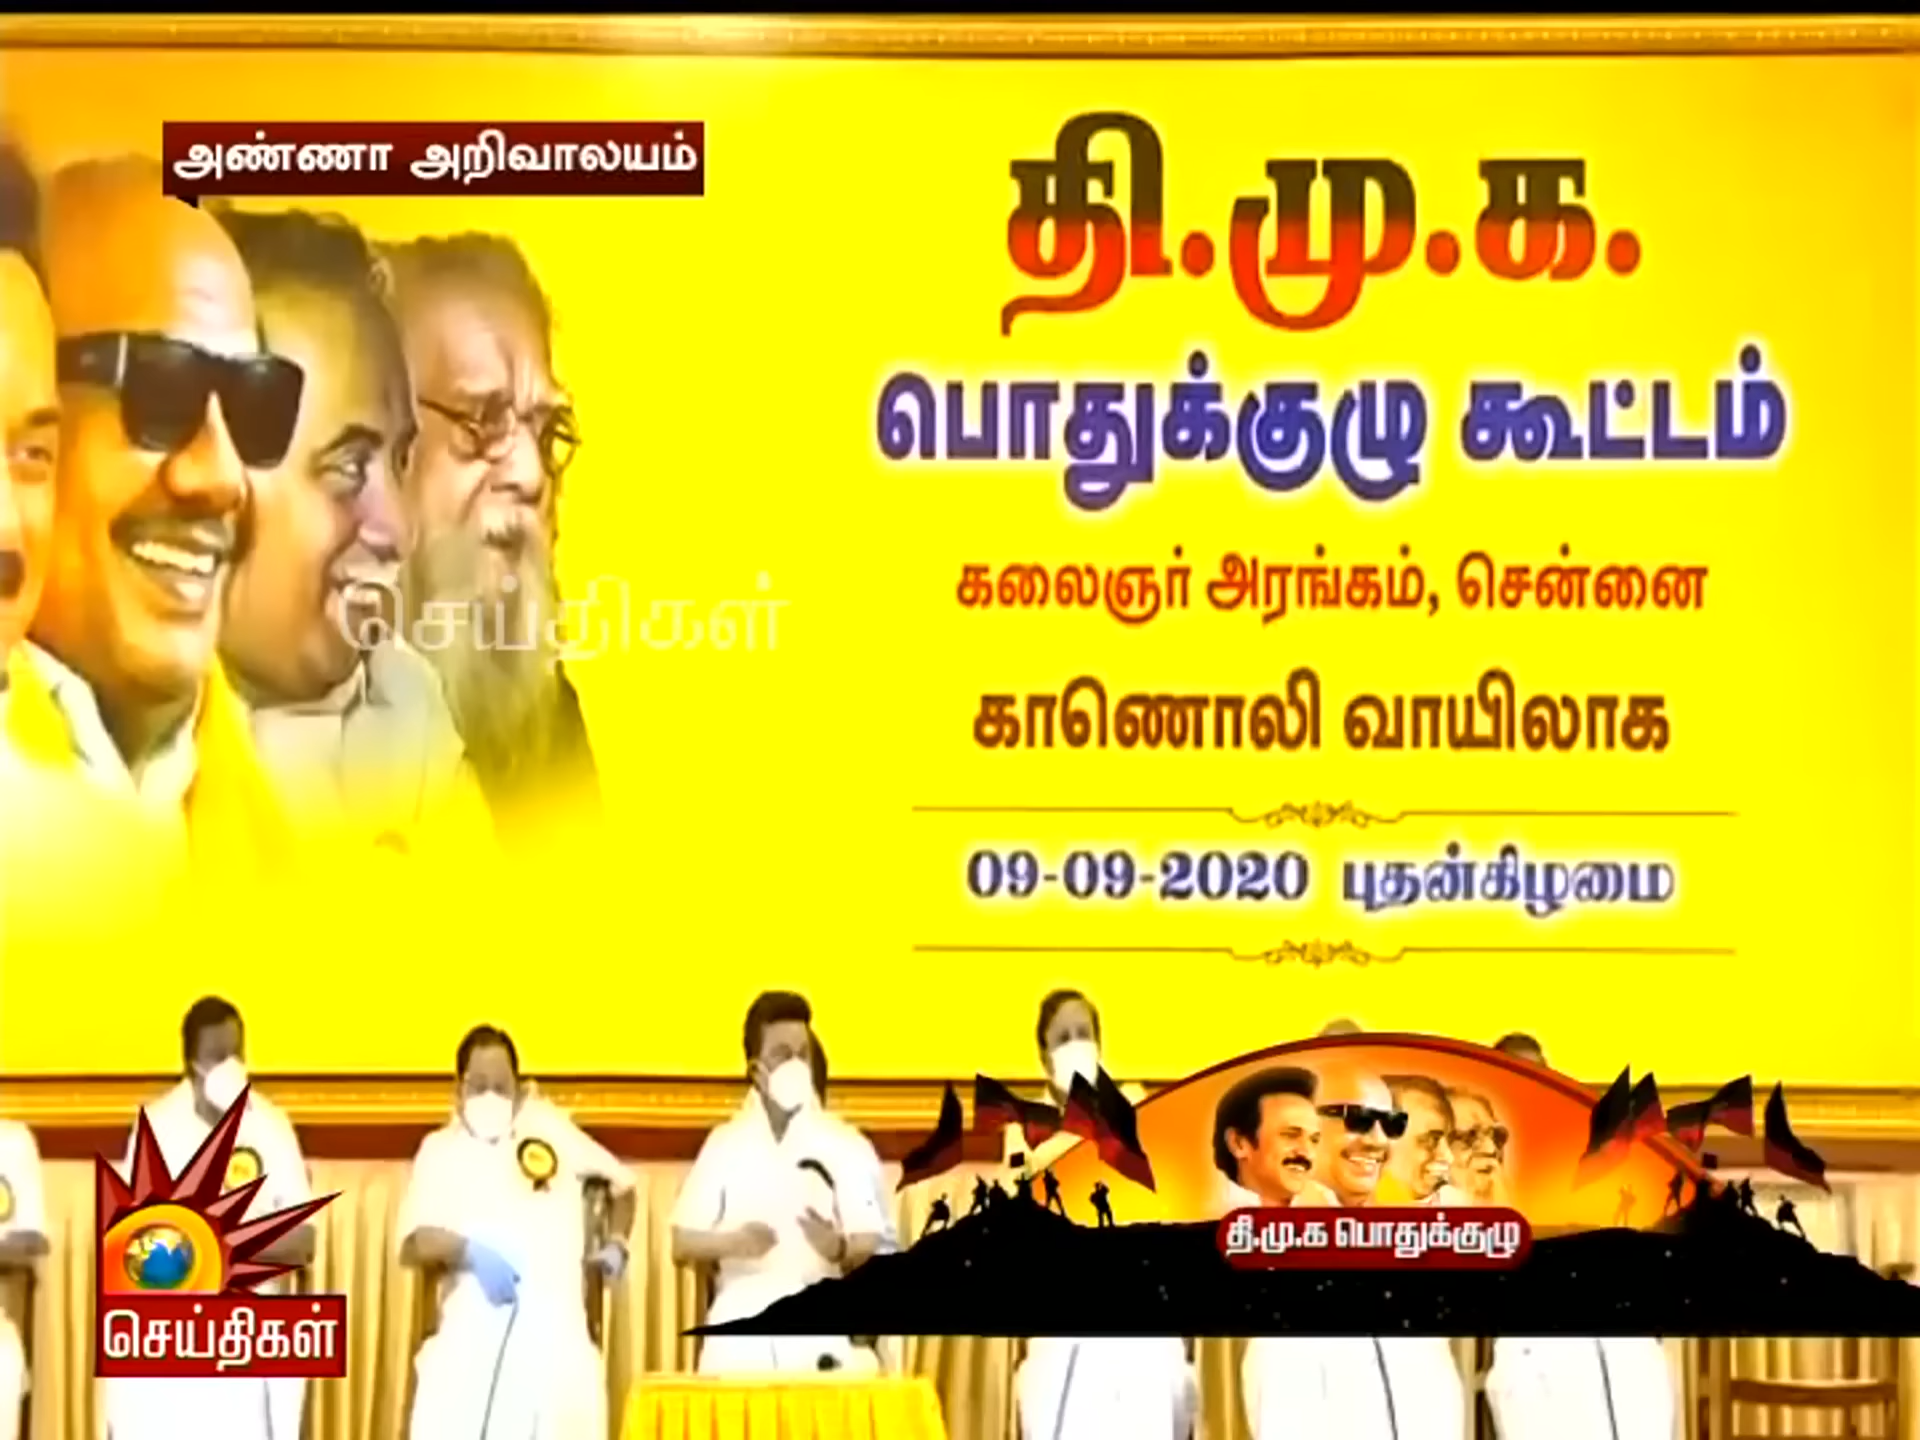 அண்ணா அறிவாலயம்
தி.மு.க.
பொதுக்குழு கூட்டம்
கலைஞர் அரங்கம், சென்னை
காணொலி வாயிலாக
09-09-2020 புதன்கிழமை
செய்திகள்
தி.மு.க பொதுக்குழு
செய்திகள்